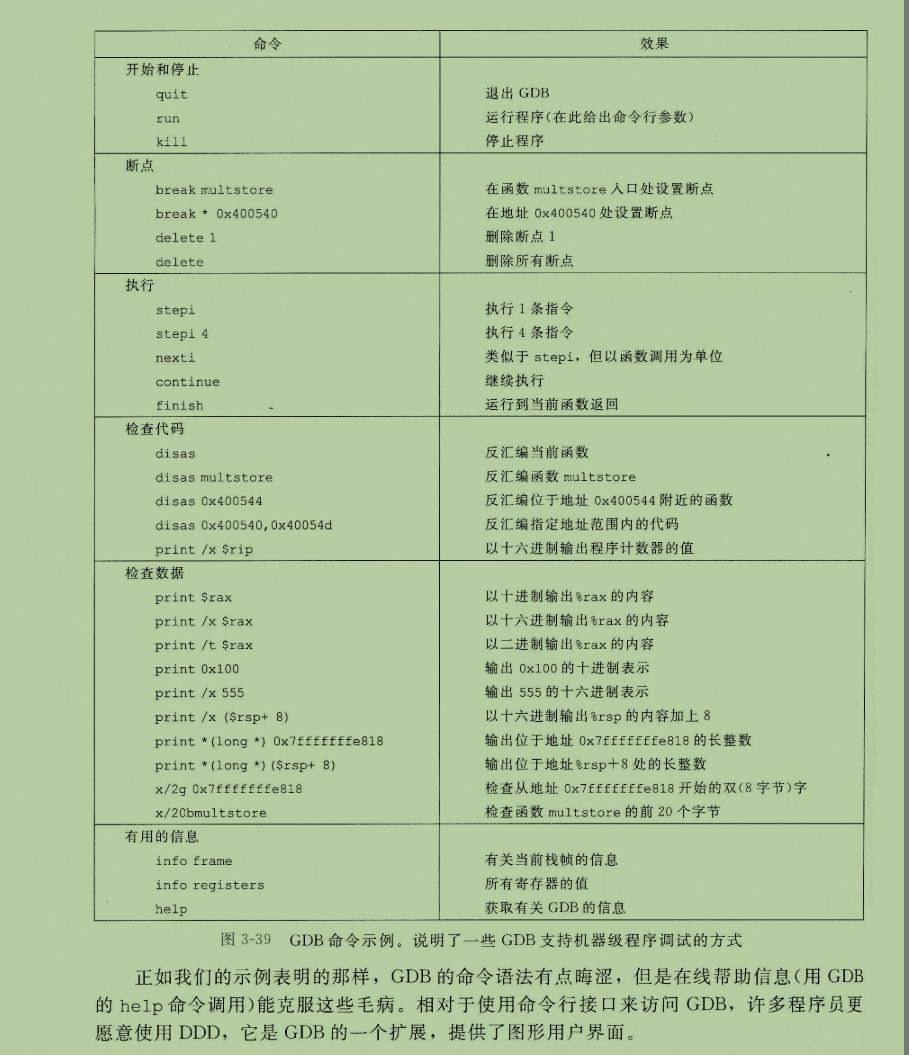 命令 效果
开始和停止
quit 退出 GDB
run 运行程序(在此给出命令行参数)
kill 停止程序
断点
break multstore 在函数 multstore 入口处设置断点
break * 0x400540 在地址 0x400540 处设置断点
delete 1 删除断点 1
delete 删除所有断点
执行
stepi 执行 1 条指令
stepi 4 执行 4 条指令
nexti 类似于 stepi，但以函数调用为单位
continue 继续执行
finish 运行到当前函数返回
检查代码
disas 反汇编当前函数
disas multstore 反汇编函数 multstore
disas 0x400544 反汇编位于地址 0x400544 附近的函数
disas 0x400540,0x40054d 反汇编指定地址范围内的代码
print /x $rip 以十六进制输出程序计数器的值
检查数据
print $rax 以十进制输出%rax 的内容
print /x $rax 以十六进制输出%rax 的内容
print /t $rax 以二进制输出%rax 的内容
print 0x100 输出 0x100 的十进制表示
print /x 555 输出 555 的十六进制表示
print /x ($rsp+ 8) 以十六进制输出%rsp 的内容加上 8
print *(long *) 0x7fffffffe818 输出位于地址 0x7fffffffe818 的长整数
print *(long *)($rsp+ 8) 输出位于地址%rsp+8 处的长整数
x/2g 0x7fffffffe818 检查从地址 0x7fffffffe818 开始的双(8 字节)字
x/20bmultstore 检查函数 multstore 的前 20 个字节
有用的信息
info frame 有关当前栈帧的信息
info registers 所有寄存器的值
help 获取有关 GDB 的信息
图 3-39 GDB 命令示例。说明了一些 GDB 支持机器级程序调试的方式
正如我们的示例表明的那样，GDB 的命令语法有点晦涩，但是在线帮助信息(用 GDB
的 help 命令调用)能克服这些毛病。相对于使用命令行接口来访问 GDB，许多程序员更
愿意使用 DDD，它是 GDB 的一个扩展，提供了图形用户界面。